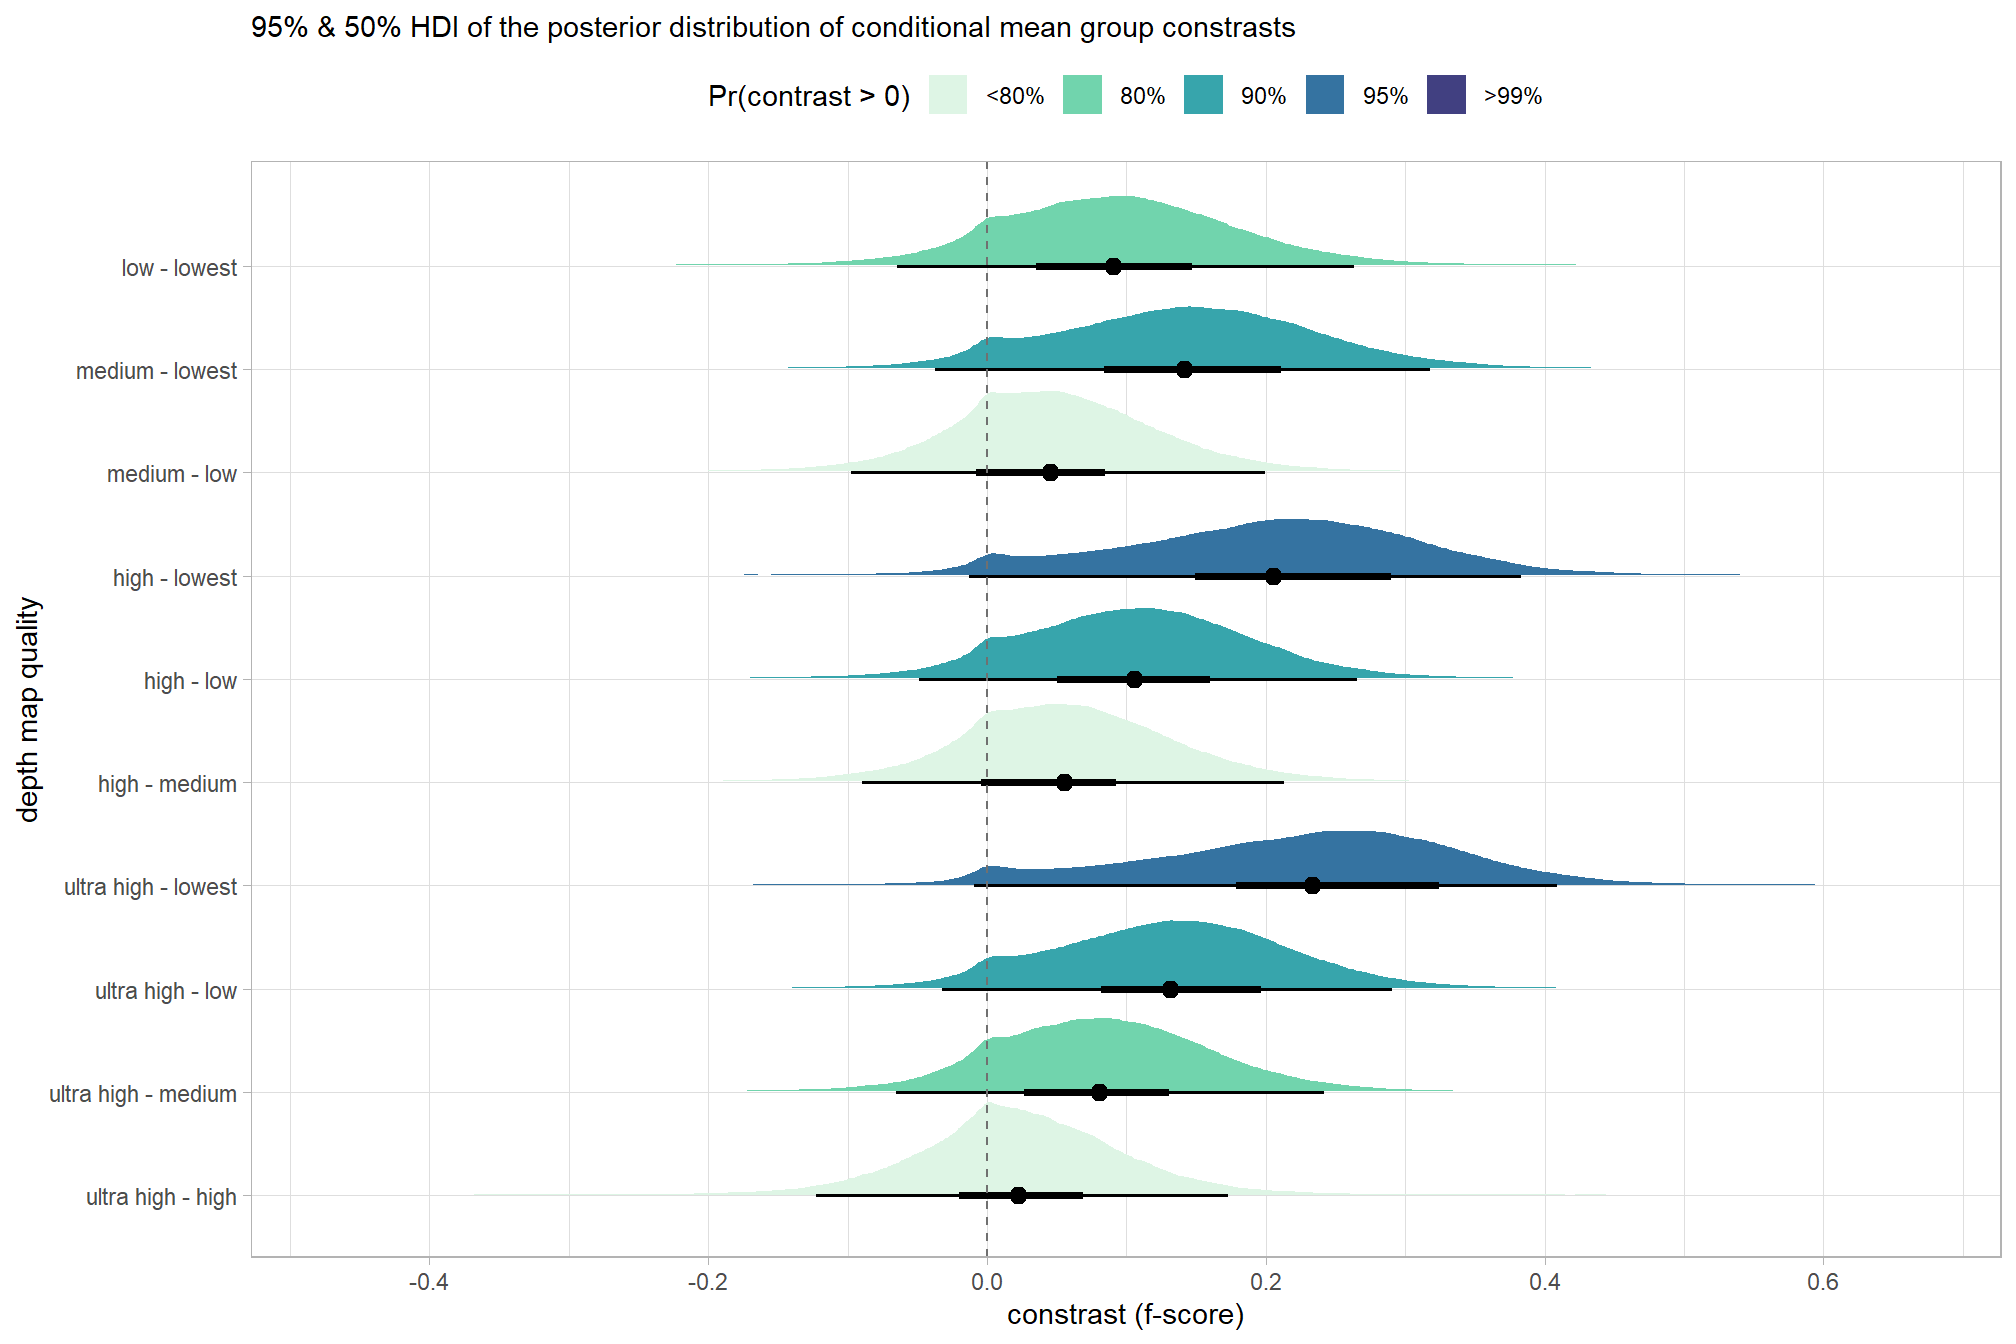 95% & 50% HDI of the posterior distribution of conditional mean group constrasts
Pr(contrast > 0) <80% 80% 90% 95% >99%
depth map quality
low - lowest
medium - lowest
medium - low
high - lowest
high - low
high - medium
ultra high - lowest
ultra high - low
ultra high - medium
ultra high - high
-0.4 -0.2 0.0 0.2 0.4 0.6
constrast (f-score)